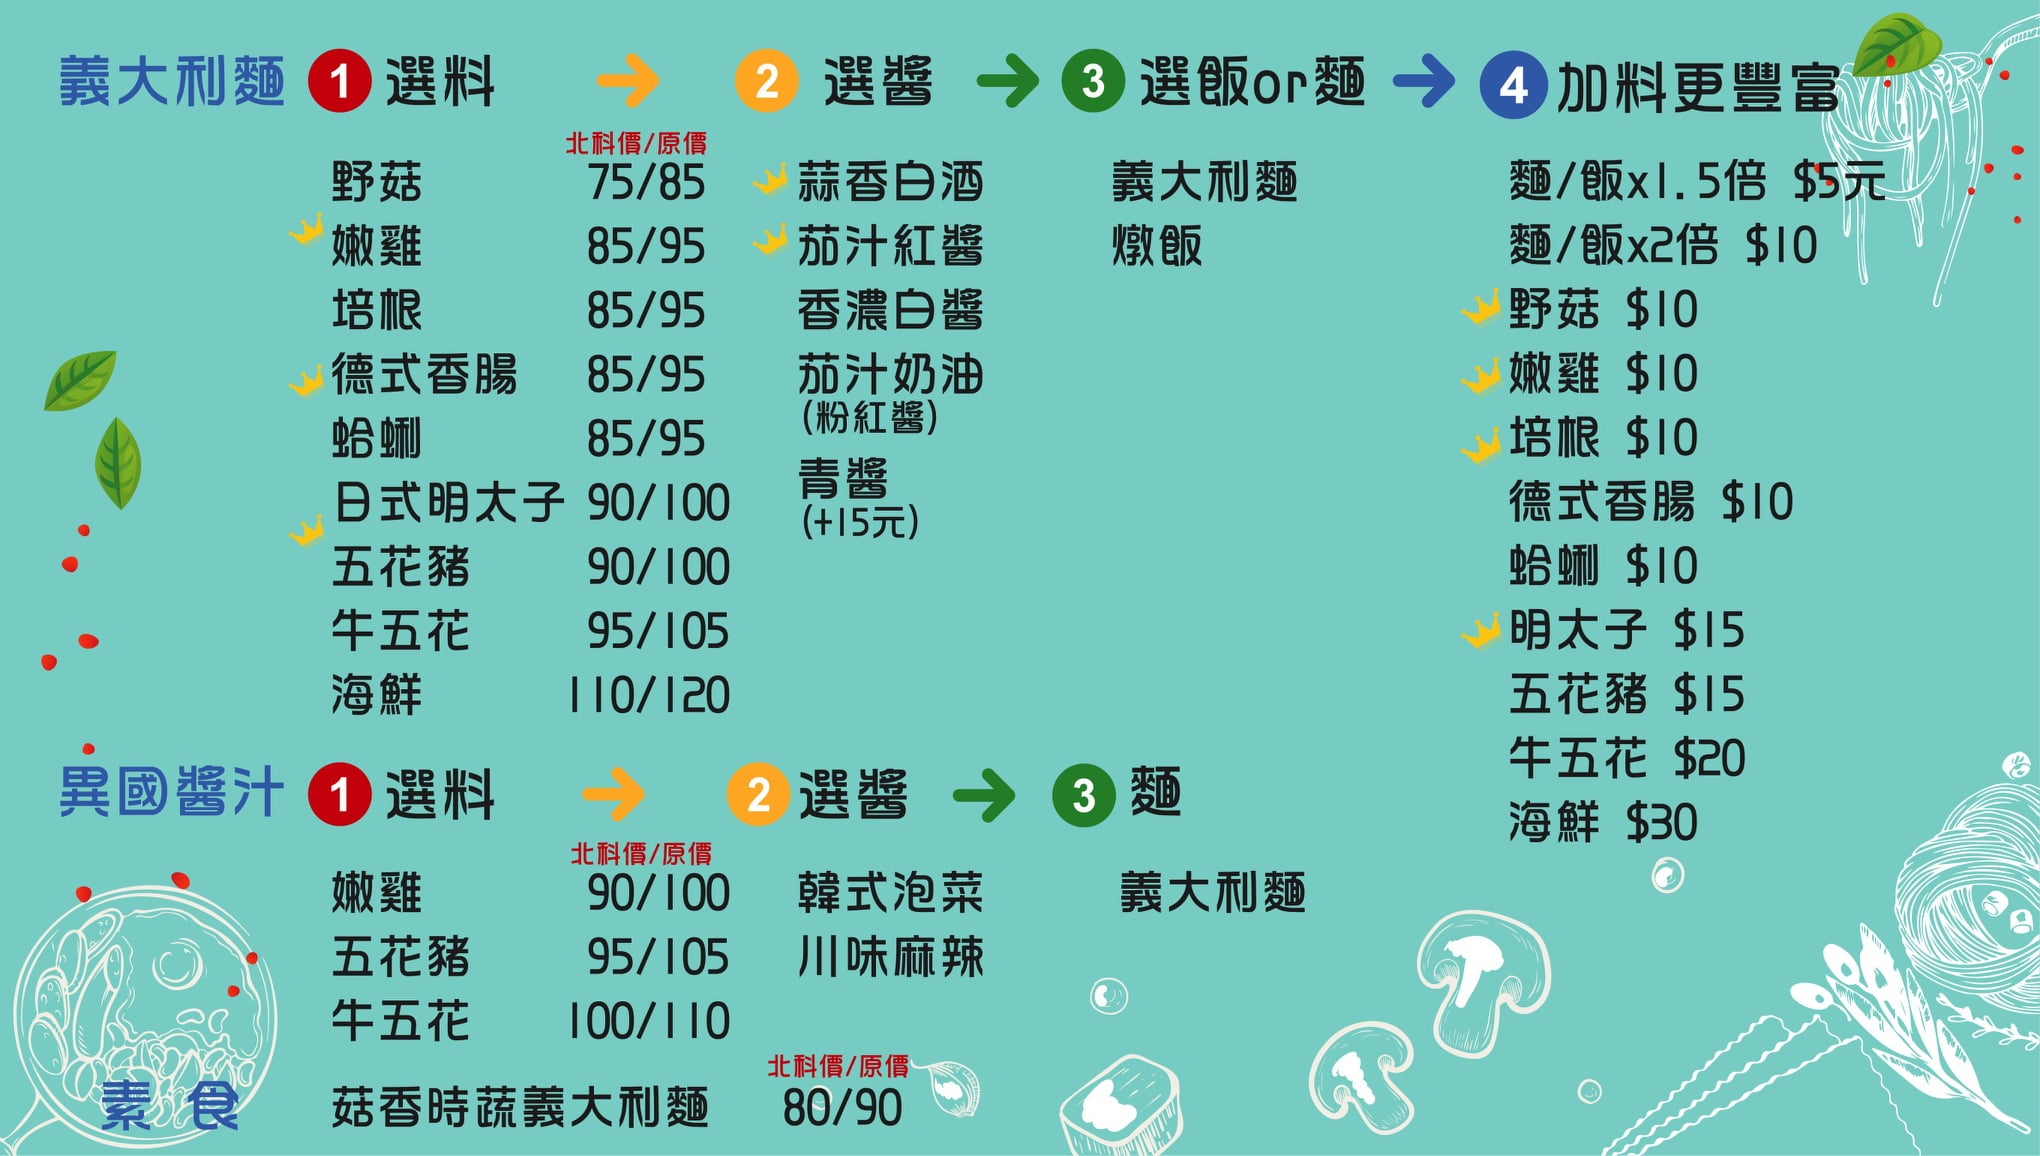 義大利麵 1 選料 2 選醬 3 選飯or麵 4 加料更豐富
北科價/原價
野菇 75/85
嫩雞 85/95
培根 85/95
德式香腸 85/95
蛤蜊 85/95
日式明太子 90/100
五花豬 90/100
牛五花 95/105
海鮮 110/120
蒜香白酒
茄汁紅醬
香濃白醬
茄汁奶油
(粉紅醬)
青醬
(+15元)
義大利麵
燉飯
麵/飯x1.5倍 $5元
麵/飯x2倍 $10
野菇 $10
嫩雞 $10
培根 $10
德式香腸 $10
蛤蜊 $10
明太子 $15
五花豬 $15
牛五花 $20
海鮮 $30
異國醬汁 1 選料 2 選醬 3 麵
北科價/原價
嫩雞 90/100
五花豬 95/105
牛五花 100/110
韓式泡菜
川味麻辣
義大利麵
北科價/原價
素食 菇香時蔬義大利麵 80/90